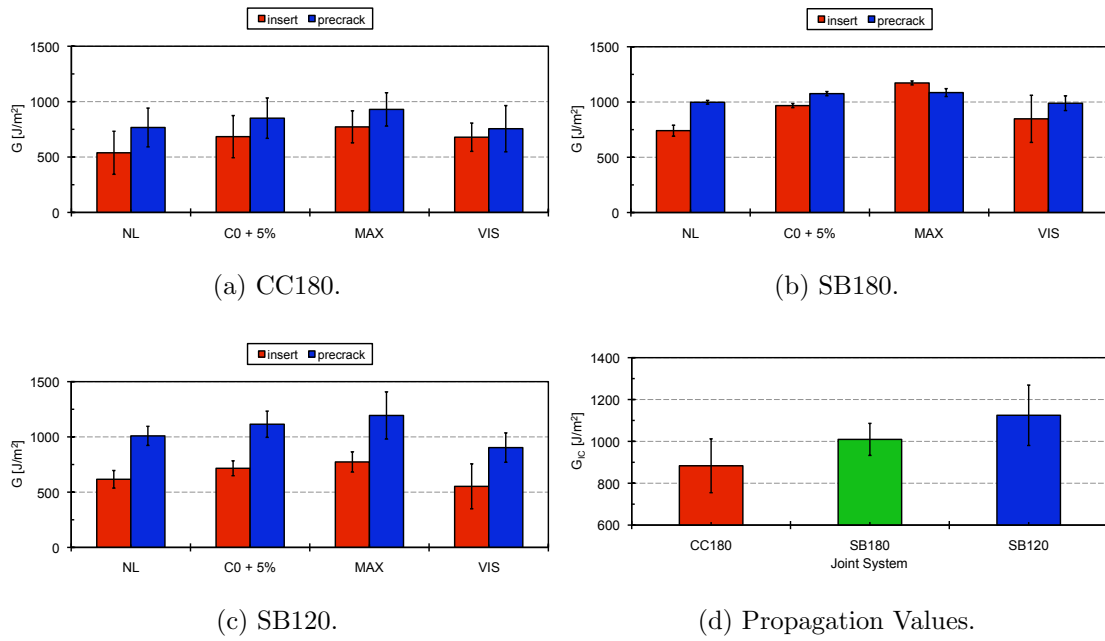 insert precrack
1500
1000
500
0
G [J/m²]
NL C0 + 5% MAX VIS
(a) CC180.
insert precrack
1500
1000
500
0
G [J/m²]
NL C0 + 5% MAX VIS
(b) SB180.
insert precrack
1500
1000
500
0
G [J/m²]
NL C0 + 5% MAX VIS
(c) SB120.
1400
1200
1000
800
600
G_IC [J/m²]
CC180 SB180 SB120
Joint System
(d) Propagation Values.